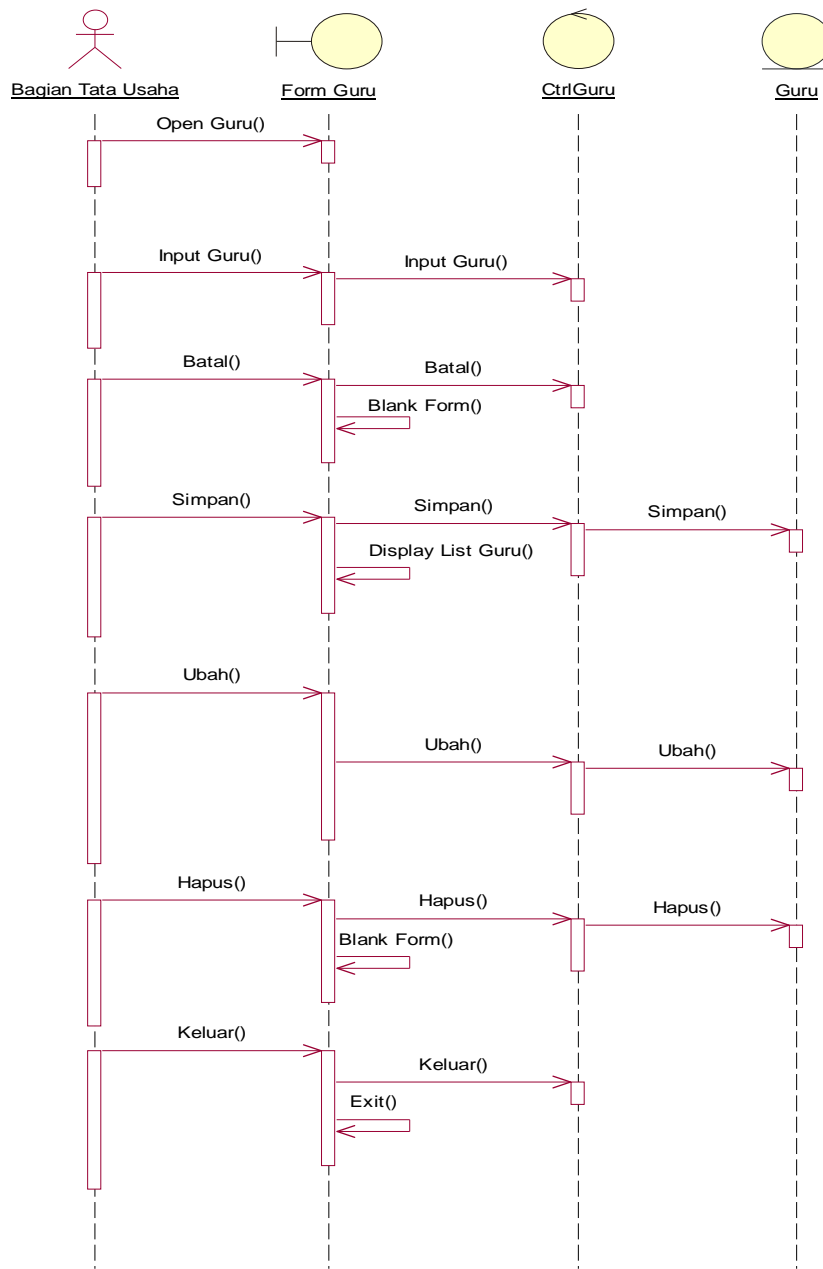 Bagian Tata Usaha
Form Guru
CtrlGuru
Guru
Open Guru()
Input Guru()
Input Guru()
Batal()
Batal()
Blank Form()
Simpan()
Simpan()
Simpan()
Display List Guru()
Ubah()
Ubah()
Ubah()
Hapus()
Hapus()
Hapus()
Blank Form()
Keluar()
Keluar()
Exit()